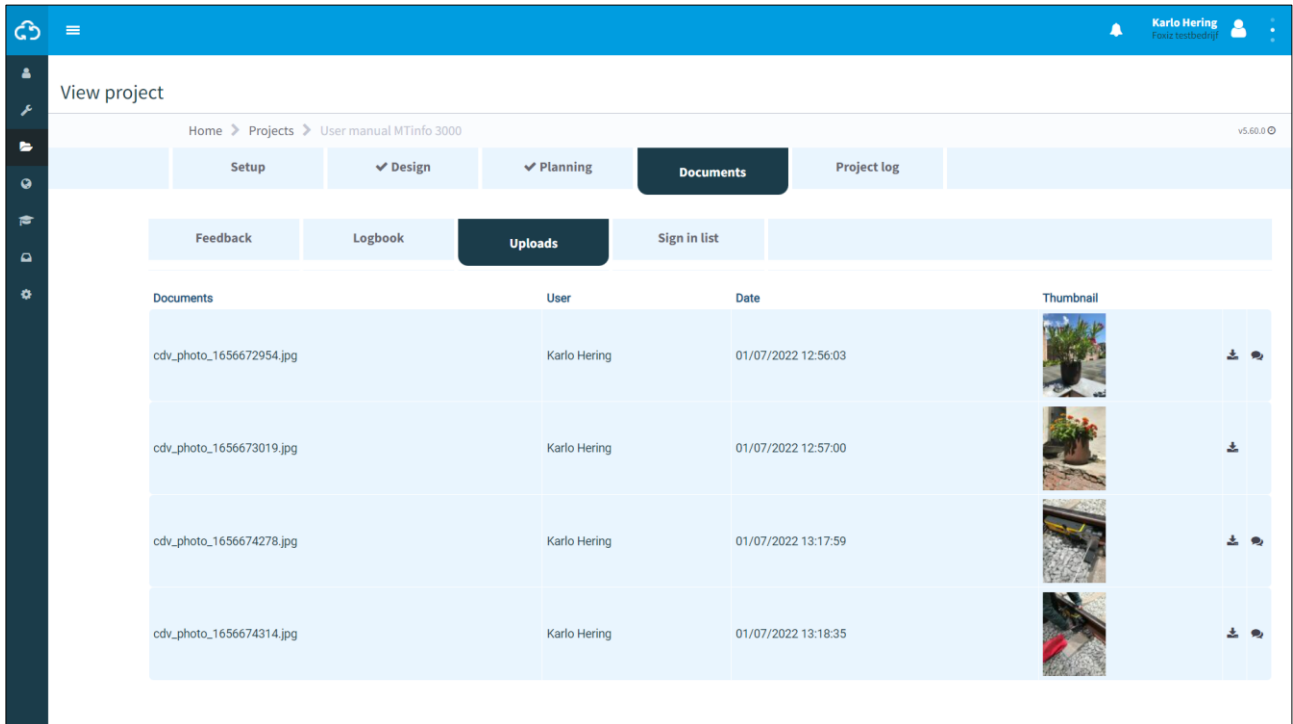 Karlo Hering
Foxiz testbedrijf
View project
Home Projects User manual MTinfo 3000 v5.60.0
Setup Design Planning Documents Project log
Feedback Logbook Uploads Sign in list
Documents User Date Thumbnail
cdv_photo_1656672954.jpg Karlo Hering 01/07/2022 12:56:03
cdv_photo_1656673019.jpg Karlo Hering 01/07/2022 12:57:00
cdv_photo_1656674278.jpg Karlo Hering 01/07/2022 13:17:59
cdv_photo_1656674314.jpg Karlo Hering 01/07/2022 13:18:35